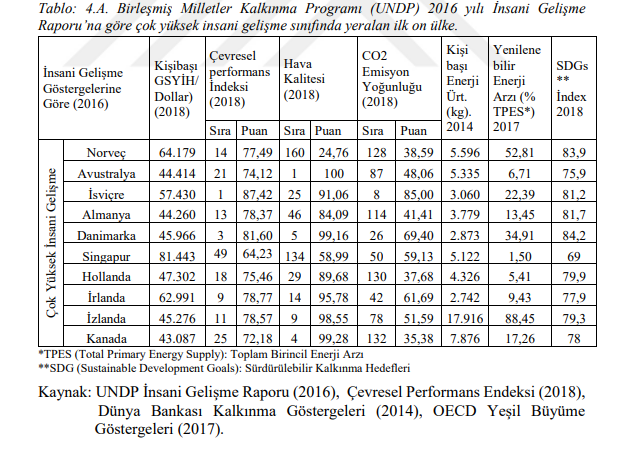 Tablo: 4.A. Birleşmiş Milletler Kalkınma Programı (UNDP) 2016 yılı İnsani Gelişme
Raporu’na göre çok yüksek insani gelişme sınıfında yeralan ilk on ülke.
İnsani Gelişme Göstergelerine Göre (2016) | Kişibaşı GSYİH/ Dollar) (2018) | Çevresel performans İndeksi (2018) | Hava Kalitesi (2018) | CO2 Emisyon Yoğunluğu (2018) | Kişi başı Enerji Ürt. (kg). 2014 | Yenilene bilir Enerji Arzı (% TPES*) 2017 | SDGs ** İndex 2018
Sıra | Puan | Sıra | Puan | Sıra | Puan
Çok Yüksek İnsani Gelişme
Norveç | 64.179 | 14 | 77,49 | 160 | 24,76 | 128 | 38,59 | 5.596 | 52,81 | 83,9
Avustralya | 44.414 | 21 | 74,12 | 1 | 100 | 87 | 48,06 | 5.335 | 6,71 | 75,9
İsviçre | 57.430 | 1 | 87,42 | 25 | 91,06 | 8 | 85,00 | 3.060 | 22,39 | 81,2
Almanya | 44.260 | 13 | 78,37 | 46 | 84,09 | 114 | 41,41 | 3.779 | 13,45 | 81,7
Danimarka | 45.966 | 3 | 81,60 | 5 | 99,16 | 26 | 69,40 | 2.873 | 34,91 | 84,2
Singapur | 81.443 | 49 | 64,23 | 134 | 58,99 | 50 | 59,13 | 5.122 | 1,50 | 69
Hollanda | 47.302 | 18 | 75,46 | 29 | 89,68 | 130 | 37,68 | 4.326 | 5,41 | 79,9
İrlanda | 62.991 | 9 | 78,77 | 14 | 95,78 | 42 | 61,69 | 2.742 | 9,43 | 77,9
İzlanda | 45.276 | 11 | 78,57 | 9 | 98,55 | 78 | 51,59 | 17.916 | 88,45 | 79,3
Kanada | 43.087 | 25 | 72,18 | 4 | 99,28 | 132 | 35,38 | 7.876 | 17,26 | 78
*TPES (Total Primary Energy Supply): Toplam Birincil Enerji Arzı
**SDG (Sustainable Development Goals): Sürdürülebilir Kalkınma Hedefleri
Kaynak: UNDP İnsani Gelişme Raporu (2016), Çevresel Performans Endeksi (2018),
Dünya Bankası Kalkınma Göstergeleri (2014), OECD Yeşil Büyüme
Göstergeleri (2017).